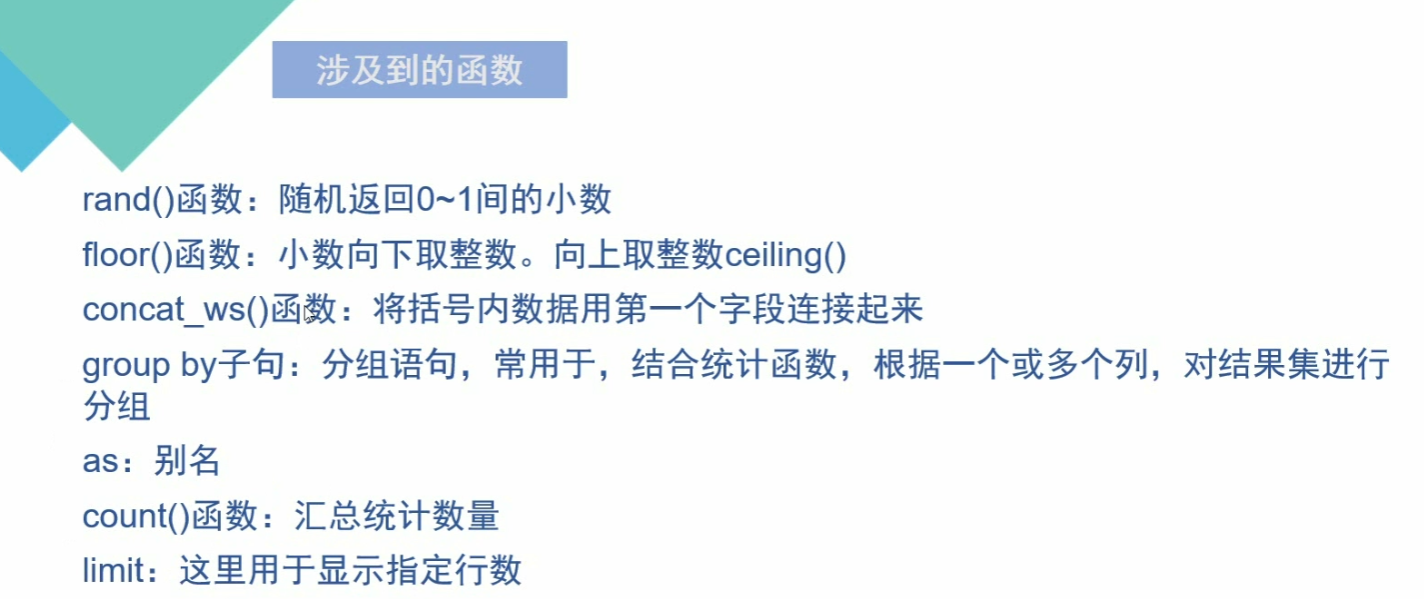 涉及到的函数
rand()函数：随机返回0~1间的小数
floor()函数：小数向下取整数。向上取整数ceiling()
concat_ws()函数：将括号内数据用第一个字段连接起来
group by子句：分组语句，常用于，结合统计函数，根据一个或多个列，对结果集进行
分组
as：别名
count()函数：汇总统计数量
limit：这里用于显示指定行数